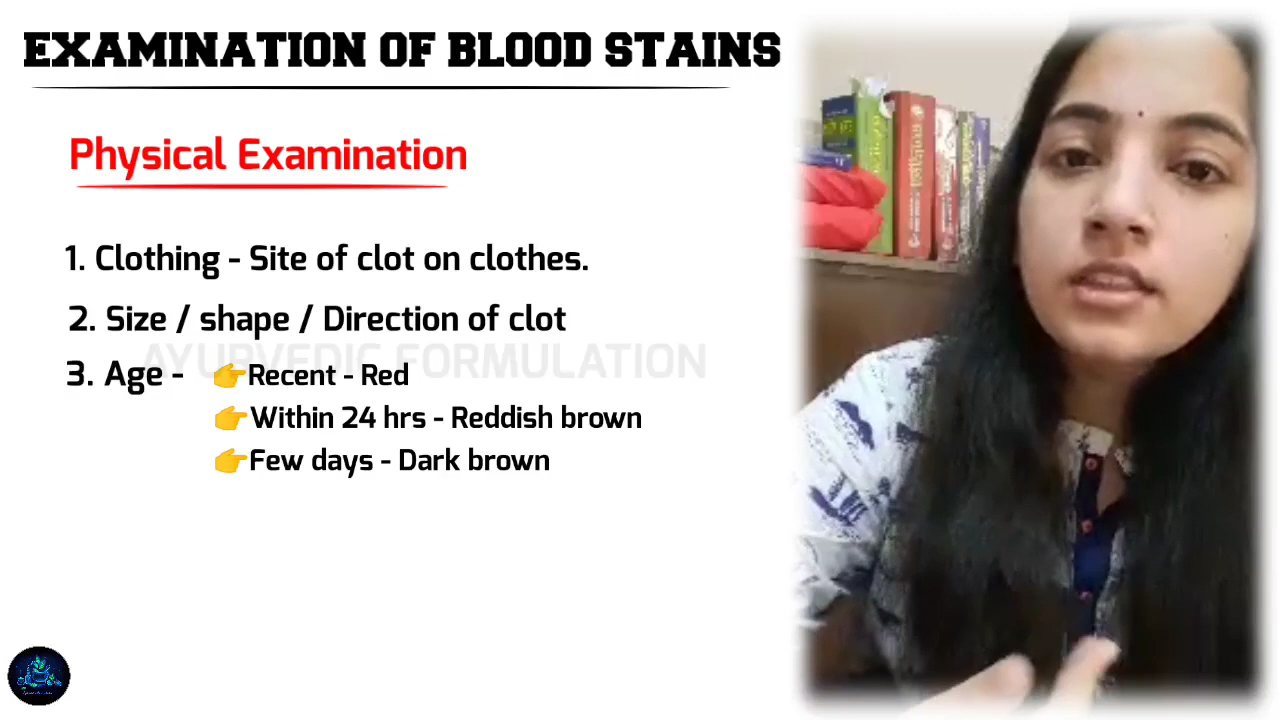 EXAMINATION OF BLOOD STAINS
Physical Examination
1. Clothing - Site of clot on clothes.
2. Size / shape / Direction of clot
AYURVEDIC FORMULATION
3. Age - 👉Recent - Red
👉Within 24 hrs - Reddish brown
👉Few days - Dark brown